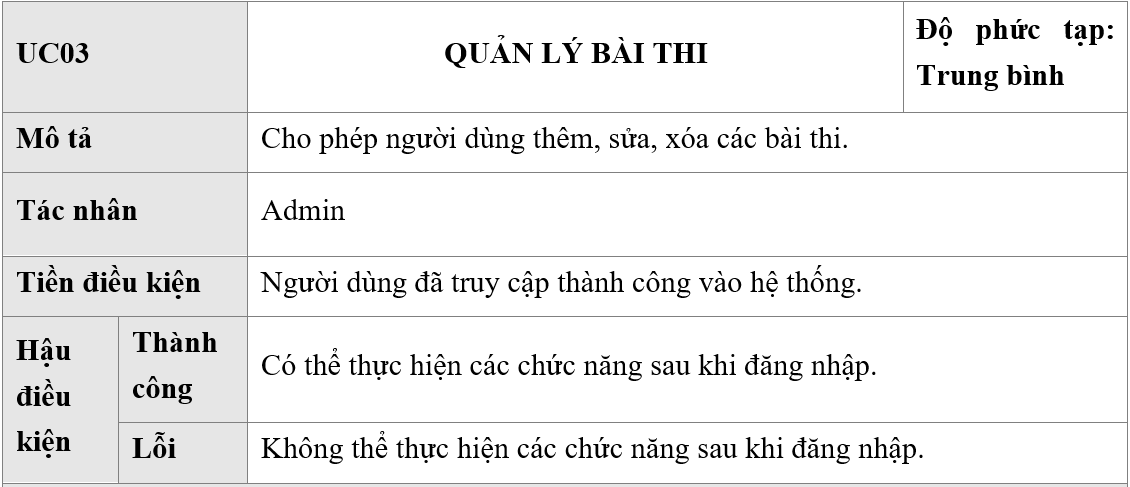 UC03
QUẢN LÝ BÀI THI
Độ phức tạp:
Trung bình
Mô tả
Cho phép người dùng thêm, sửa, xóa các bài thi.
Tác nhân
Admin
Tiền điều kiện
Người dùng đã truy cập thành công vào hệ thống.
Hậu
điều
kiện
Thành
công
Có thể thực hiện các chức năng sau khi đăng nhập.
Lỗi
Không thể thực hiện các chức năng sau khi đăng nhập.